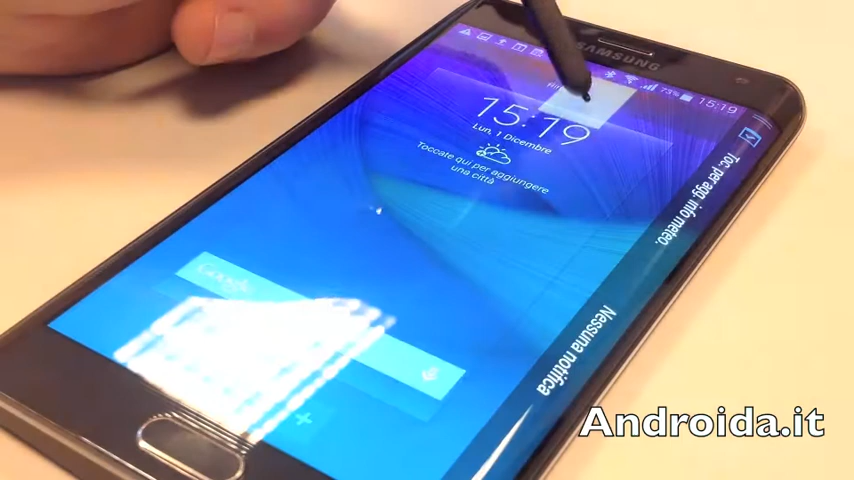 SAMSUNG
73% 15:19
15:19
Lun, 1 Dicembre
Toccate qui per aggiungere
una città
Toc. per agg. info meteo.
Nessuna notifica
Google
Androida.it